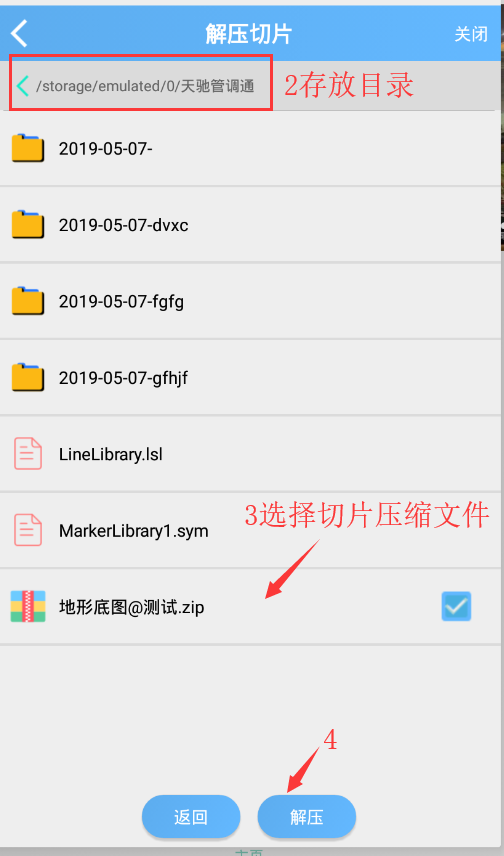 解压切片
关闭
/storage/emulated/0/天驰管调通
2存放目录
2019-05-07-
2019-05-07-dvxc
2019-05-07-fgfg
2019-05-07-gfhjf
LineLibrary.lsl
3选择切片压缩文件
MarkerLibrary1.sym
地形底图@测试.zip
4
返回
解压